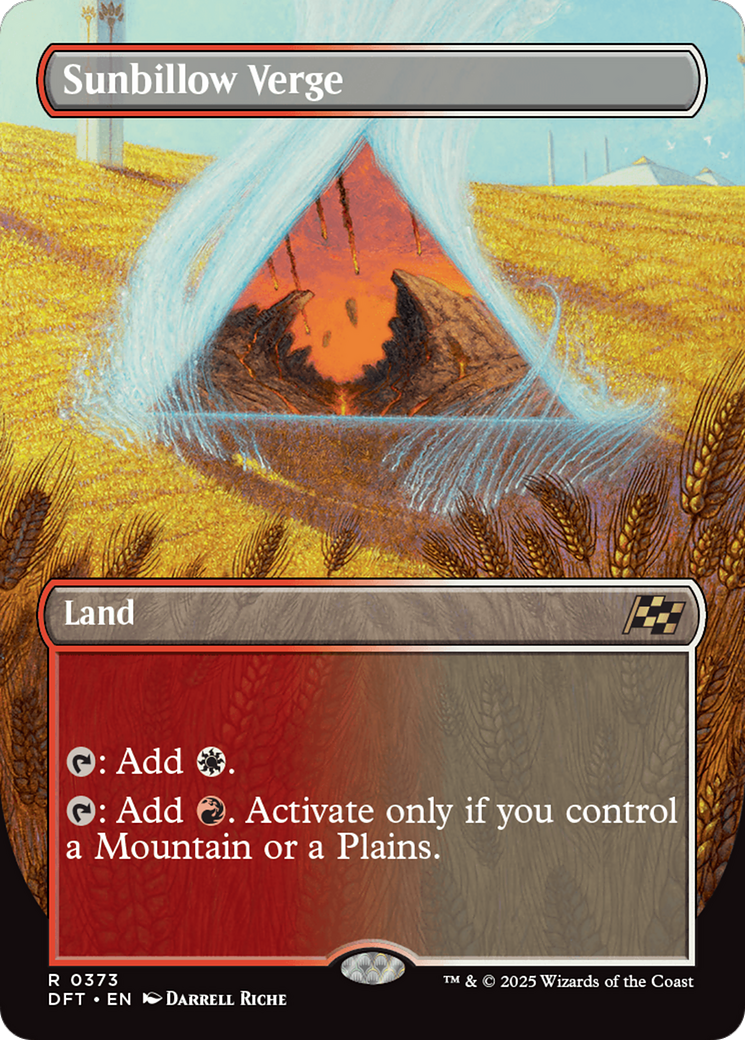 Sunbillow Verge
Land
: Add .
: Add . Activate only if you control
a Mountain or a Plains.
R 0373
DFT • EN Darrell Riche
™ & © 2025 Wizards of the Coast